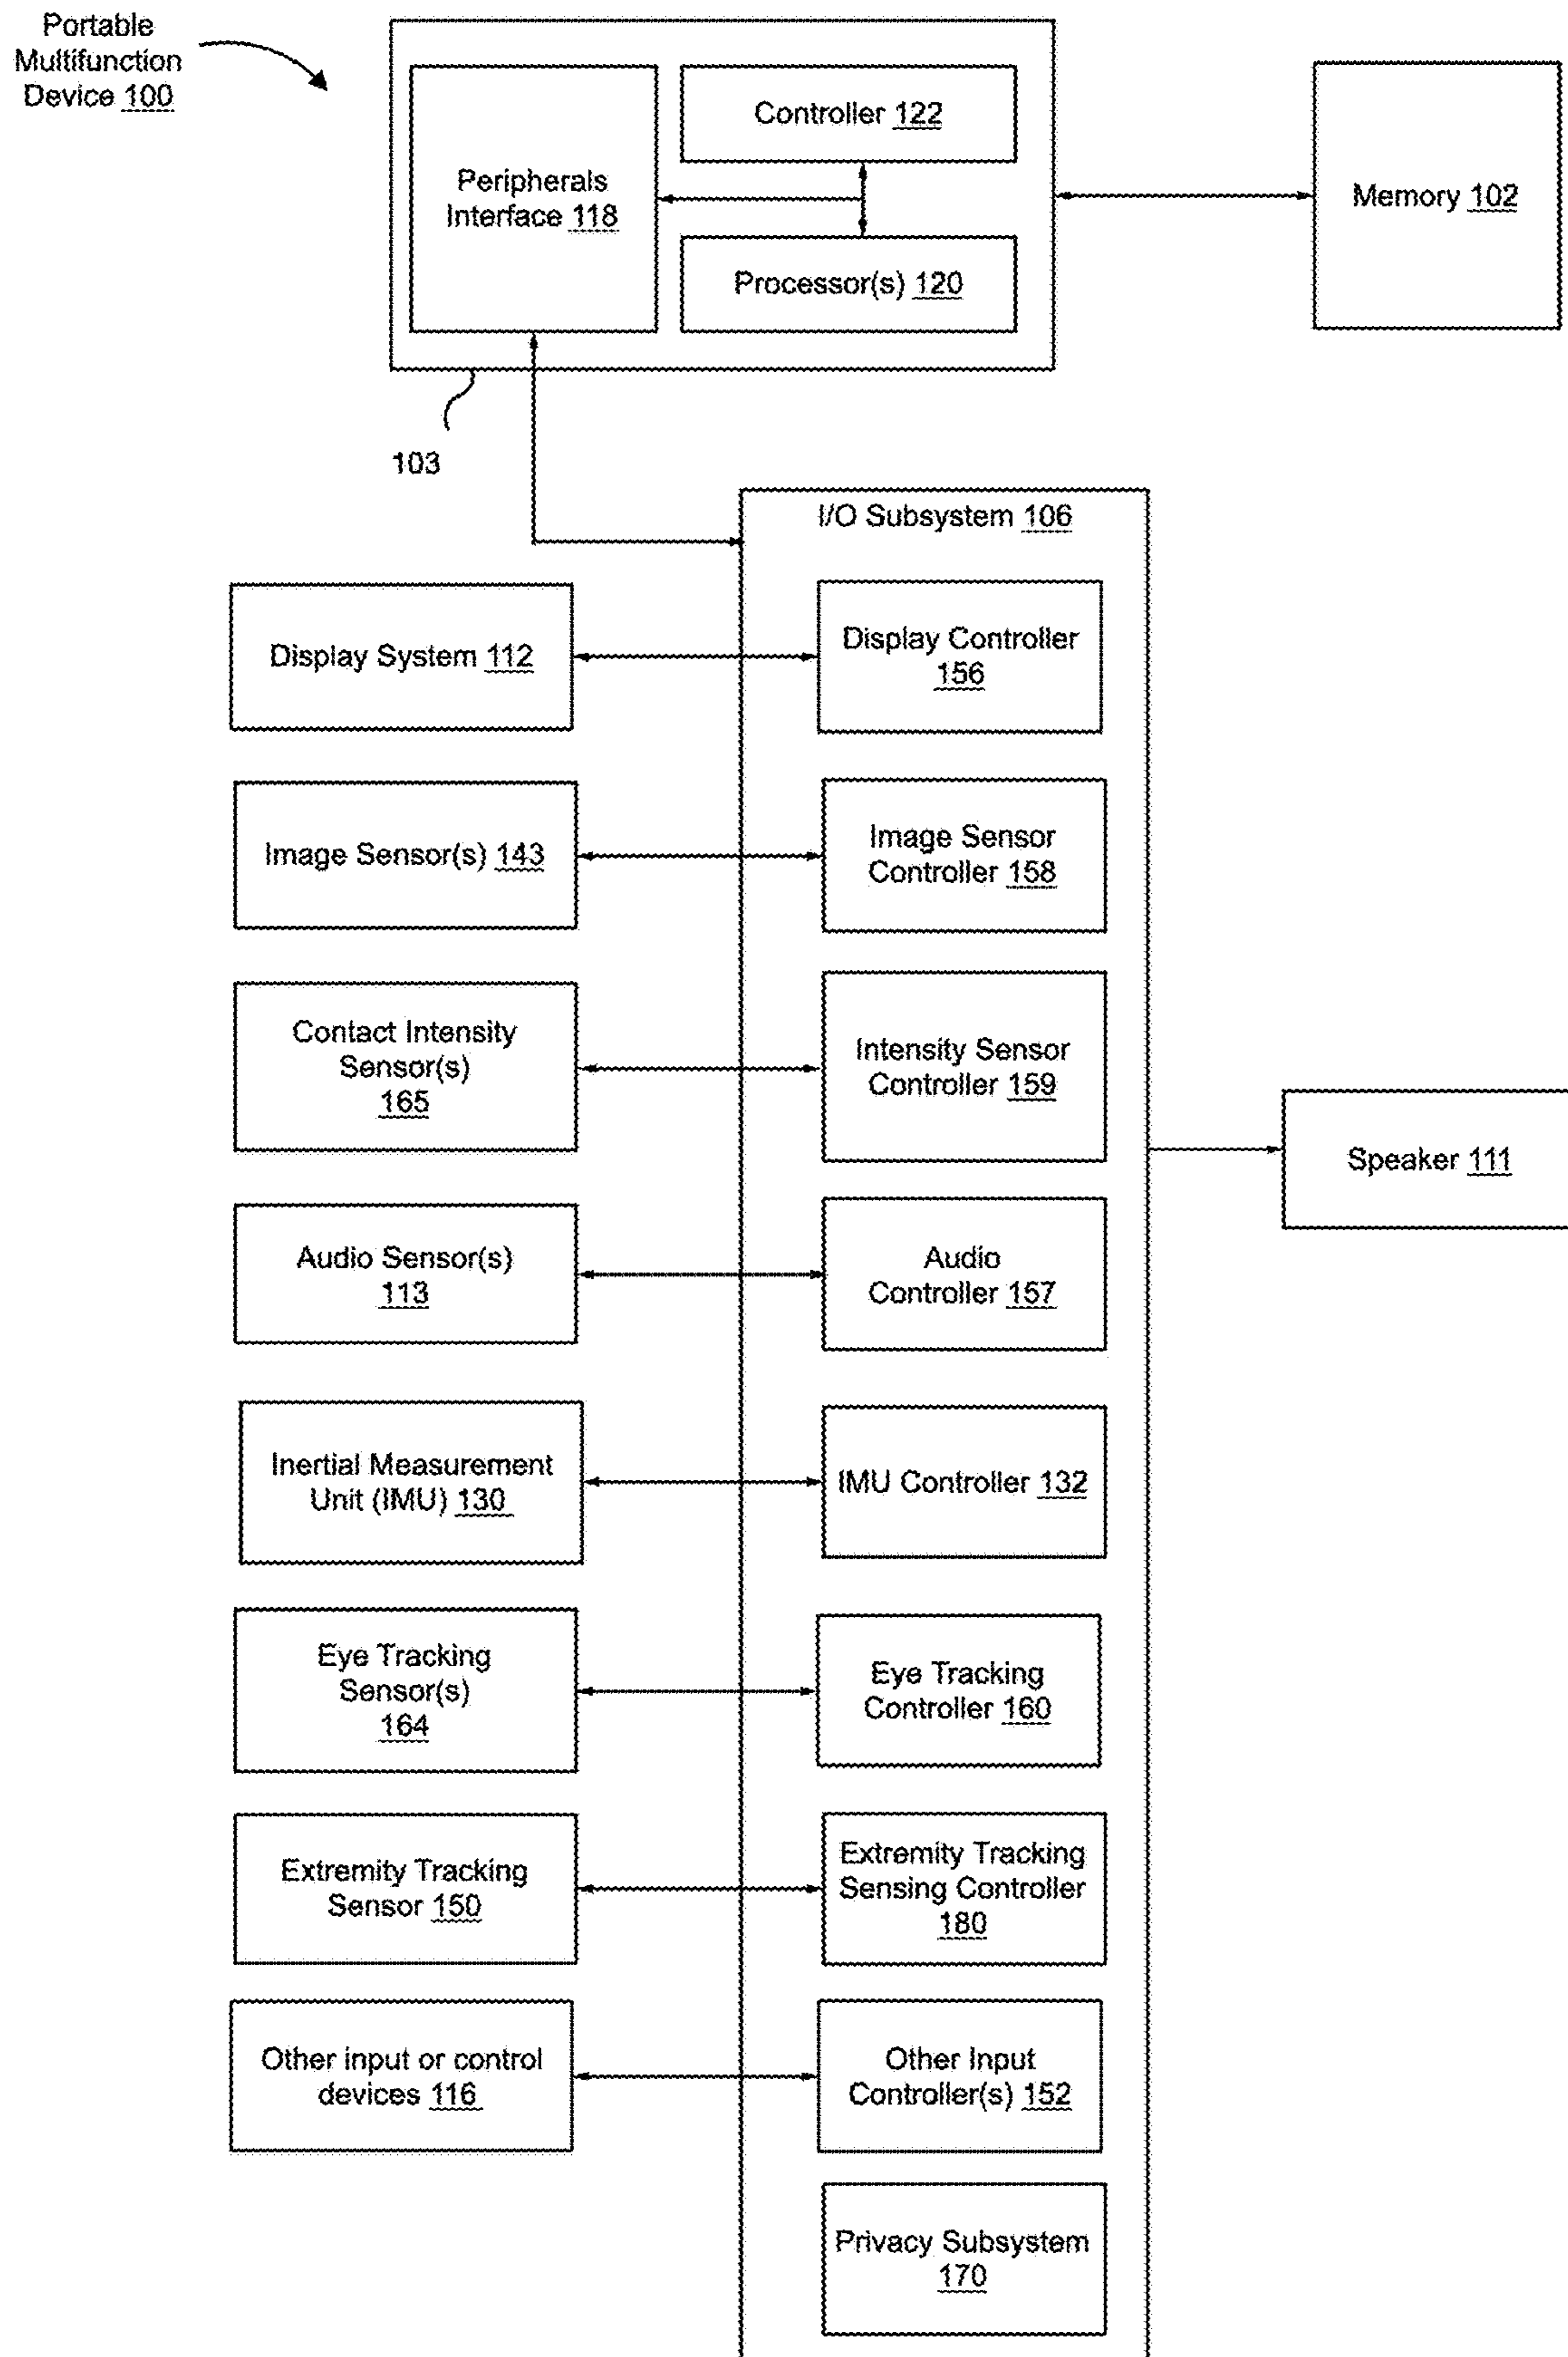 Portable
Multifunction
Device 100
Controller 122
Peripherals
Interface 118
Processor(s) 120
Memory 102
103
I/O Subsystem 106
Display System 112
Display Controller
156
Image Sensor(s) 143
Image Sensor
Controller 158
Contact Intensity
Sensor(s)
165
Intensity Sensor
Controller 159
Speaker 111
Audio Sensor(s)
113
Audio
Controller 157
Inertial Measurement
Unit (IMU) 130
IMU Controller 132
Eye Tracking
Sensor(s)
164
Eye Tracking
Controller 160
Extremity Tracking
Sensor 150
Extremity Tracking
Sensing Controller
180
Other input or control
devices 116
Other Input
Controller(s) 152
Privacy Subsystem
170